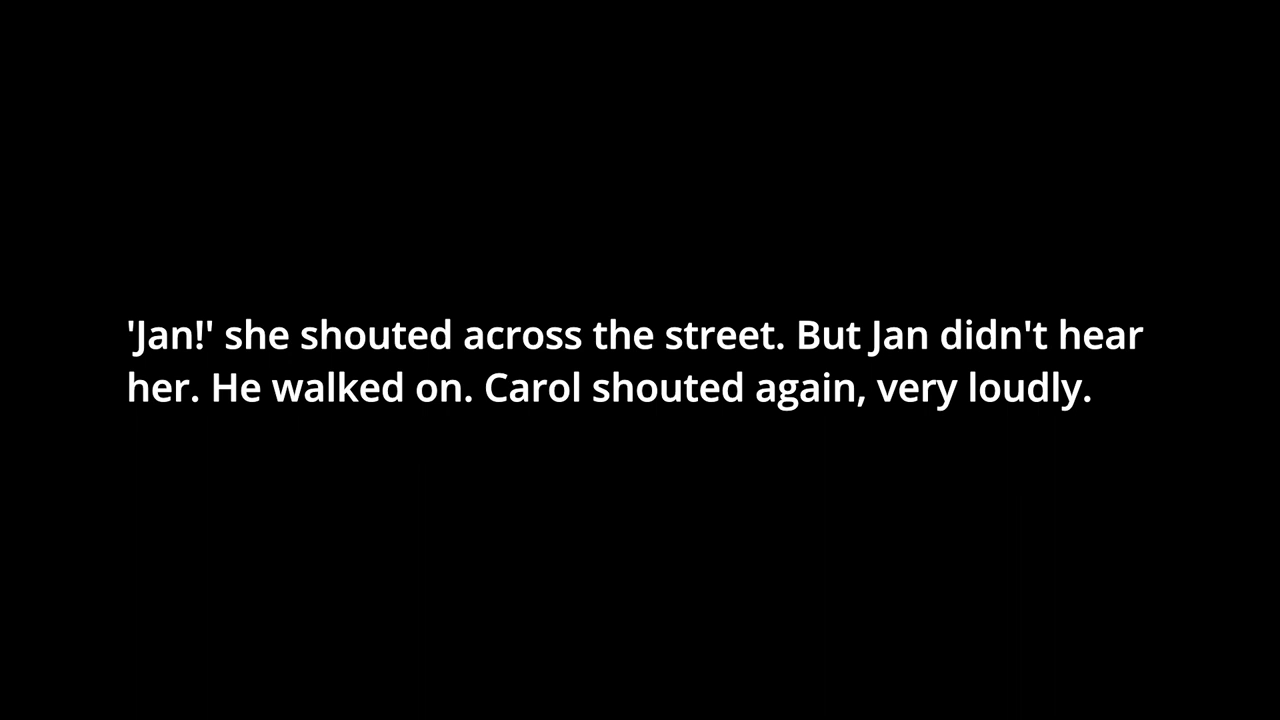 'Jan!' she shouted across the street. But Jan didn't hear
her. He walked on. Carol shouted again, very loudly.